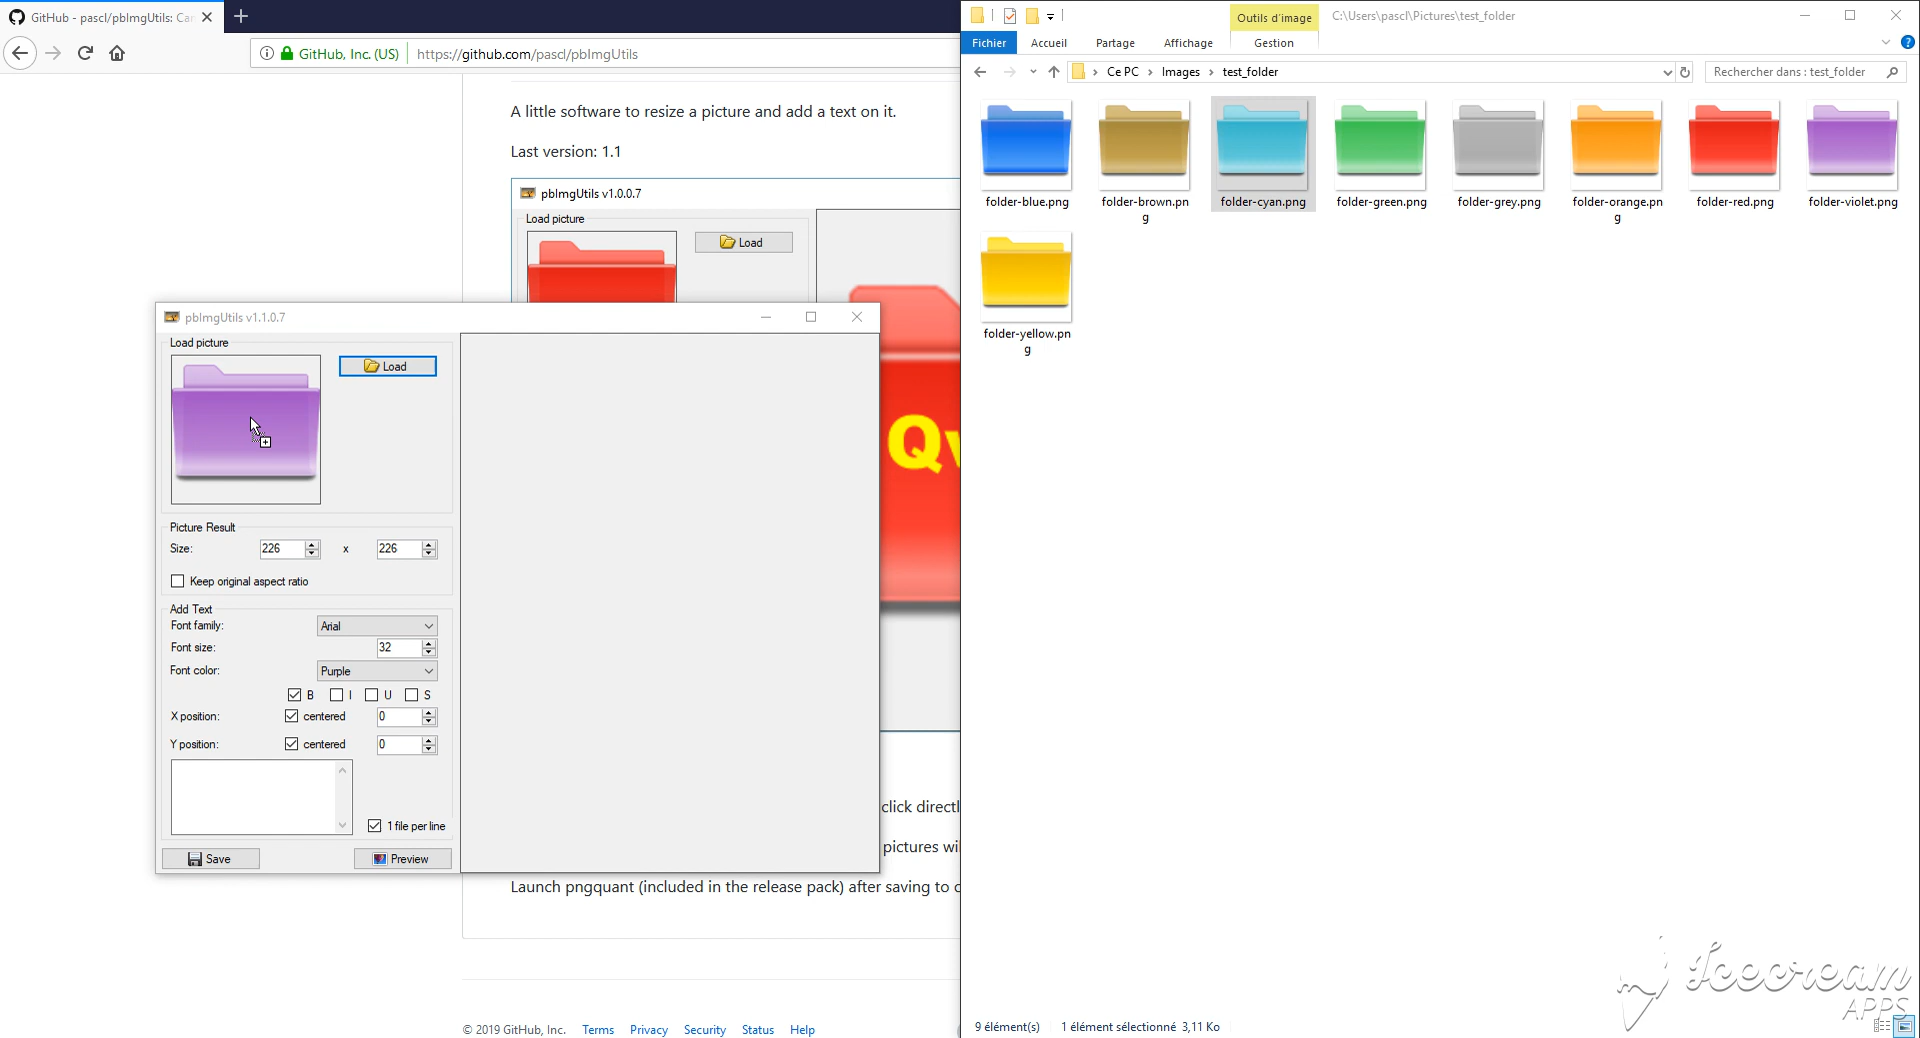 GitHub - pascl/pbImgUtils: Car
GitHub, Inc. (US)
https://github.com/pascl/pbImgUtils
A little software to resize a picture and add a text on it.
Last version: 1.1
pbImgUtils v1.0.0.7
Load picture
Load
Qw
pbImgUtils v1.1.0.7
Load picture
Load
Picture Result
Size:
226
x
226
Keep original aspect ratio
Add Text
Font family:
Arial
Font size:
32
Font color:
Purple
B
I
U
S
X position:
centered
0
Y position:
centered
0
1 file per line
Save
Preview
click directl
pictures wi
Launch pngquant (included in the release pack) after saving to
© 2019 GitHub, Inc.
Terms
Privacy
Security
Status
Help
Outils d'image
C:\Users\pascl\Pictures\test_folder
Fichier
Accueil
Partage
Affichage
Gestion
Ce PC
Images
test_folder
Rechercher dans : test_folder
folder-blue.png
folder-brown.pn
g
folder-cyan.png
folder-green.png
folder-grey.png
folder-orange.pn
g
folder-red.png
folder-violet.png
folder-yellow.pn
g
9 élément(s)
1 élément sélectionné 3,11 Ko
Icecream
APPS